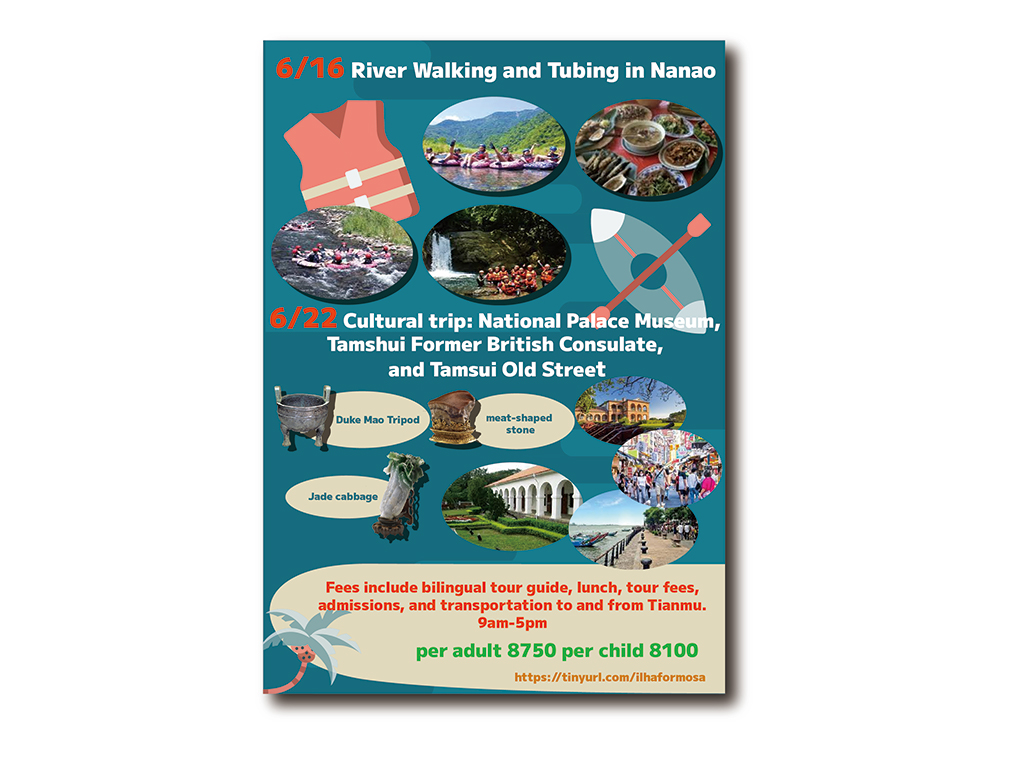 6/16 River Walking and Tubing in Nanao
6/22 Cultural trip: National Palace Museum,
Tamshui Former British Consulate,
and Tamsui Old Street
Duke Mao Tripod
meat-shaped
stone
Jade cabbage
Fees include bilingual tour guide, lunch, tour fees,
admissions, and transportation to and from Tianmu.
9am-5pm
per adult 8750 per child 8100
https://tinyurl.com/ilhaformosa